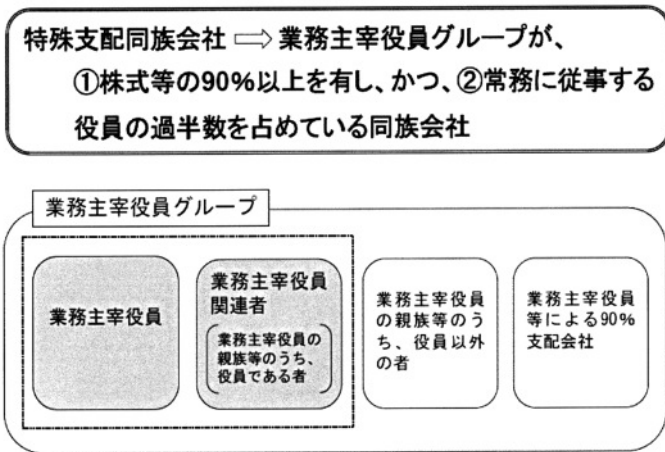 特殊支配同族会社⇨業務主宰役員グループが、
①株式等の90%以上を有し、かつ、②常務に従事する
役員の過半数を占めている同族会社
業務主宰役員グループ
業務主宰役員
業務主宰役員
関連者
業務主宰役員の
親族等のうち、
役員である者
業務主宰役員
の親族等のう
ち、役員以外
の者
業務主宰役員
等による90%
支配会社